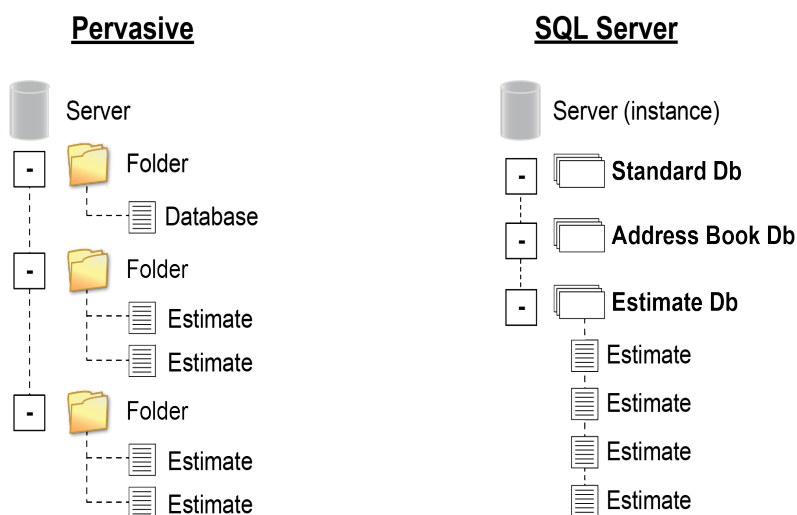 Pervasive
Server
Folder
Database
Folder
Estimate
Estimate
Folder
Estimate
Estimate
SQL Server
Server (instance)
Standard Db
Address Book Db
Estimate Db
Estimate
Estimate
Estimate
Estimate